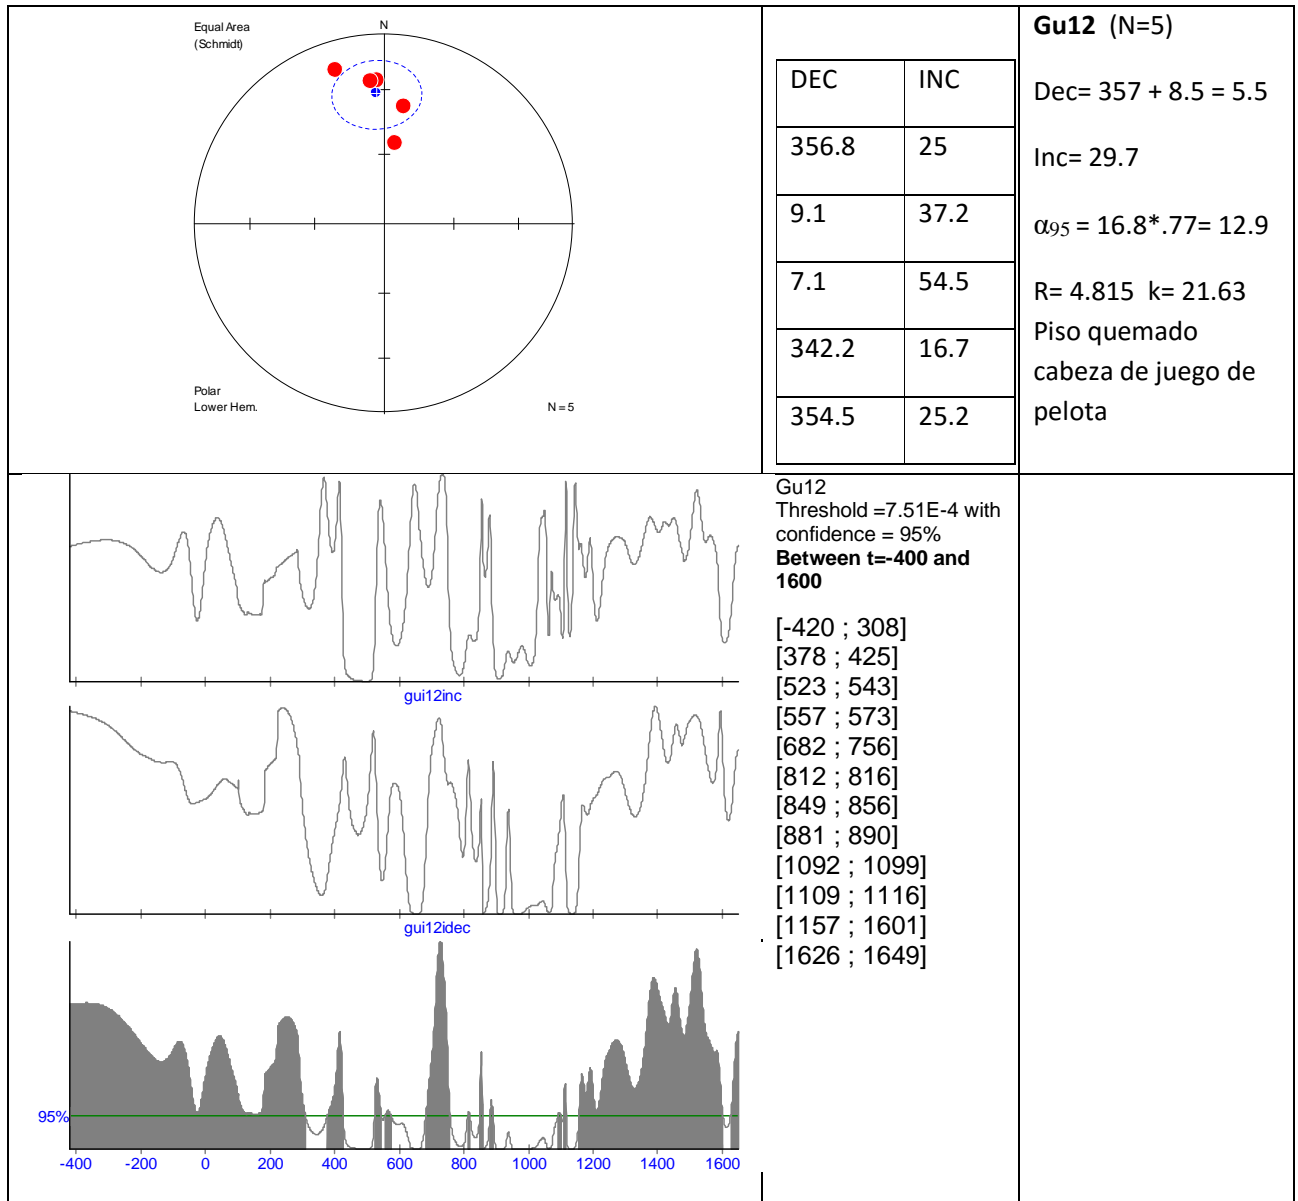 Equal Area
(Schmidt)
N
Polar
Lower Hem.
N=5
DEC INC
356.8 25
9.1 37.2
7.1 54.5
342.2 16.7
354.5 25.2
Gu12 (N=5)
Dec= 357 + 8.5 = 5.5
Inc= 29.7
α95 = 16.8*.77= 12.9
R= 4.815 k= 21.63
Piso quemado
cabeza de juego de
pelota
gui12inc
gui12idec
95%
-400 -200 0 200 400 600 800 1000 1200 1400 1600
Gu12
Threshold =7.51E-4 with
confidence = 95%
Between t=-400 and
1600
[-420 ; 308]
[378 ; 425]
[523 ; 543]
[557 ; 573]
[682 ; 756]
[812 ; 816]
[849 ; 856]
[881 ; 890]
[1092 ; 1099]
[1109 ; 1116]
[1157 ; 1601]
[1626 ; 1649]